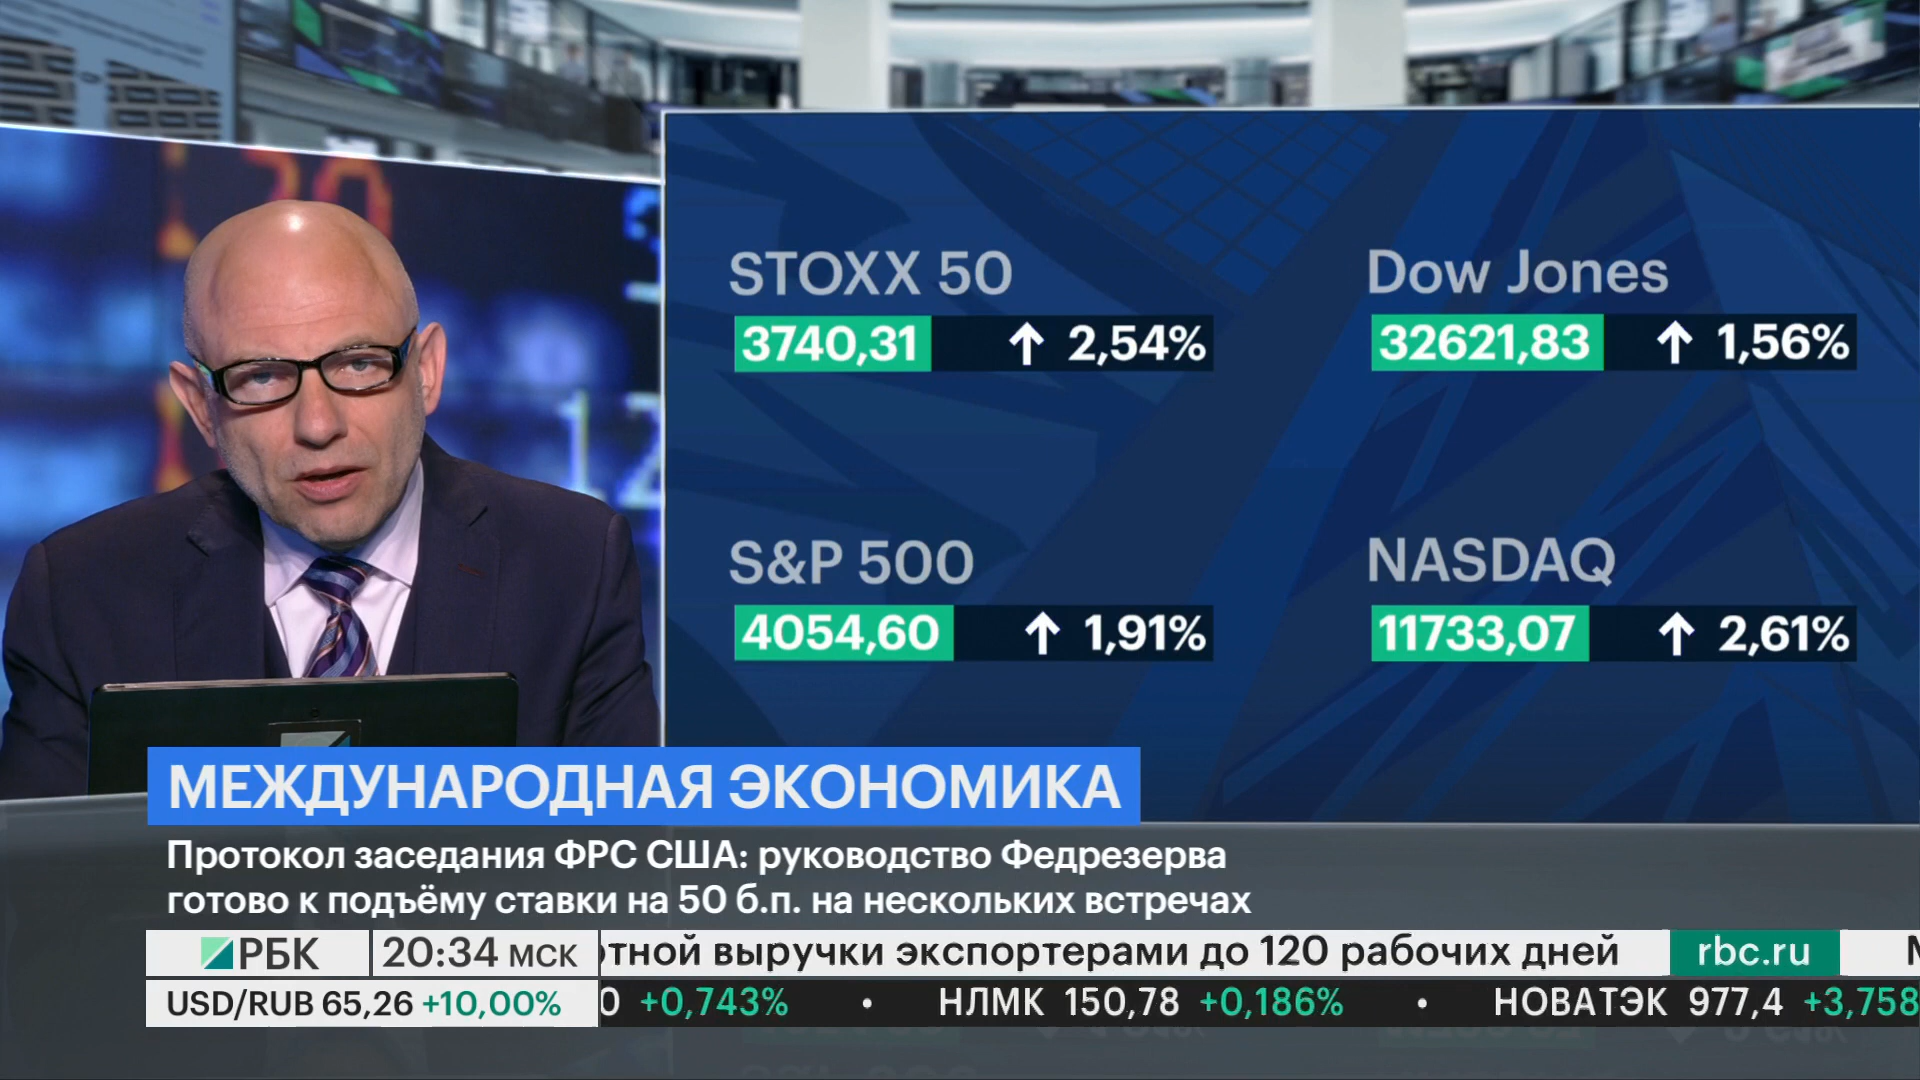 STOXX 50
3740,31 ↑ 2,54%
Dow Jones
32621,83 ↑ 1,56%
S&P 500
4054,60 ↑ 1,91%
NASDAQ
11733,07 ↑ 2,61%
МЕЖДУНАРОДНАЯ ЭКОНОМИКА
Протокол заседания ФРС США: руководство Федрезерва
готово к подъёму ставки на 50 б.п. на нескольких встречах
РБК 20:34 МСК
выручки экспортерами до 120 рабочих дней rbc.ru
USD/RUB 65,26 +10,00%
0 +0,743% • НЛМК 150,78 +0,186% • НОВАТЭК 977,4 +3,758